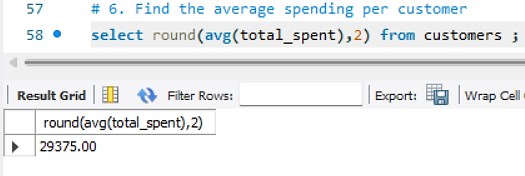 57 # 6. Find the average spending per customer
58 select round(avg(total_spent),2) from customers ;
Result Grid Filter Rows: Export: Wrap Cell
round(avg(total_spent),2)
29375.00